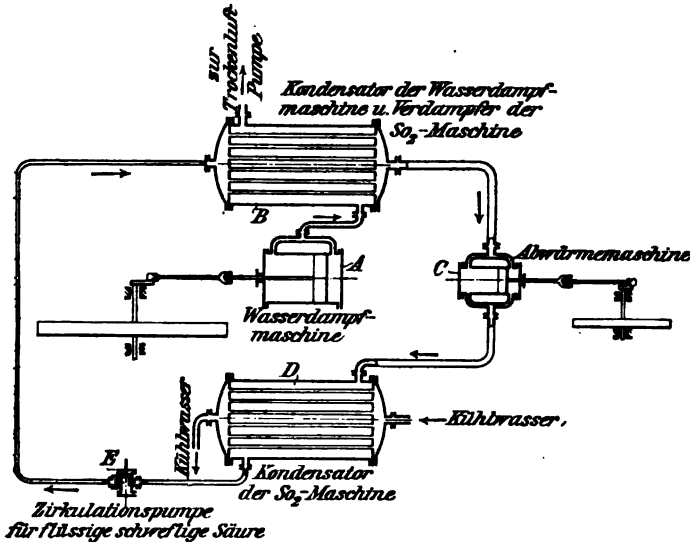 zur
Trockenluft-
Pumpe
Kondensator der Wasserdampf-
maschine u. Verdampfer der
So₂-Maschine
B
A
C
Abwärmemaschine
Wasserdampf-
maschine
D
Kühlwasser
Kühlwasser.
E
Kondensator
der So₂-Maschine
Zirkulationspumpe
für flüssige schweflige Säure